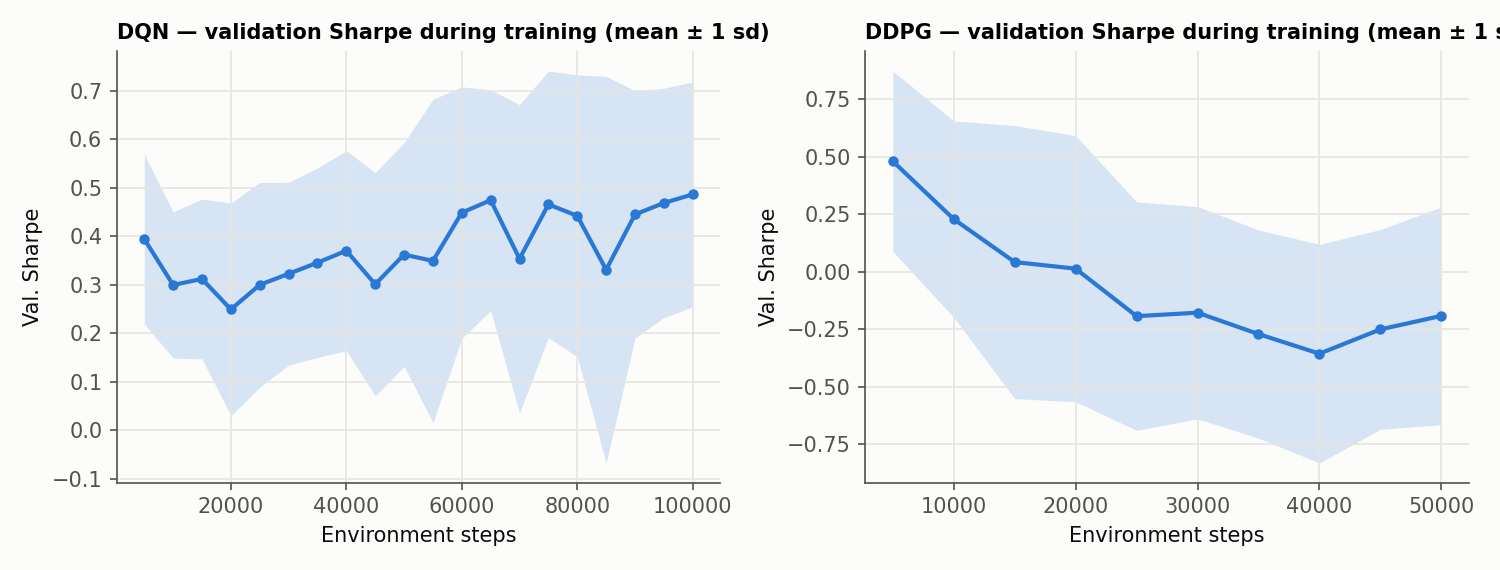 DQN — validation Sharpe during training (mean ± 1 sd)
Val. Sharpe
0.7
0.6
0.5
0.4
0.3
0.2
0.1
0.0
−0.1
20000 40000 60000 80000 100000
Environment steps
DDPG — validation Sharpe during training (mean ± 1 s
Val. Sharpe
0.75
0.50
0.25
0.00
−0.25
−0.50
−0.75
10000 20000 30000 40000 50000
Environment steps